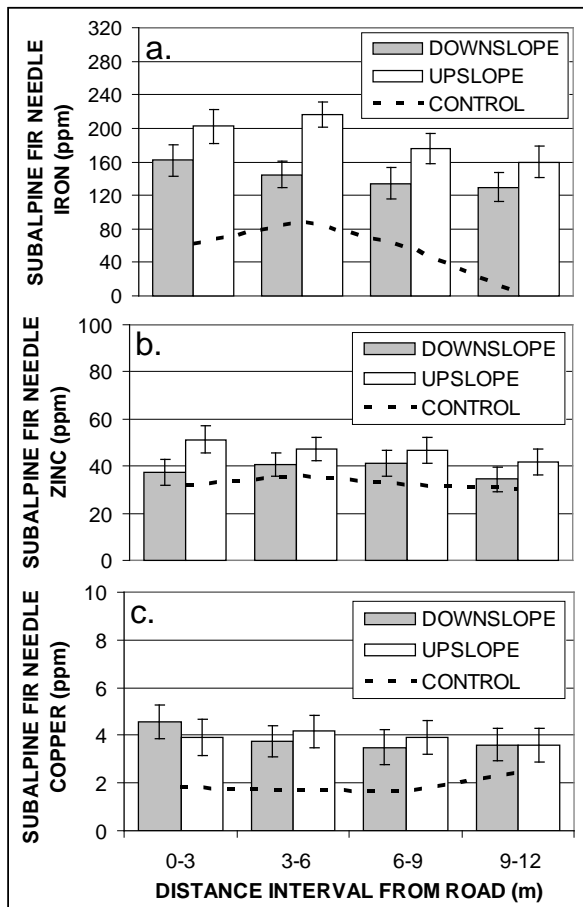 a.
SUBALPINE FIR NEEDLE
IRON (ppm)
320
280
240
200
160
120
80
40
0
DOWNSLOPE
UPSLOPE
CONTROL
b.
SUBALPINE FIR NEEDLE
ZINC (ppm)
100
80
60
40
20
0
DOWNSLOPE
UPSLOPE
CONTROL
c.
SUBALPINE FIR NEEDLE
COPPER (ppm)
10
8
6
4
2
0
DOWNSLOPE
UPSLOPE
CONTROL
0-3 3-6 6-9 9-12
DISTANCE INTERVAL FROM ROAD (m)